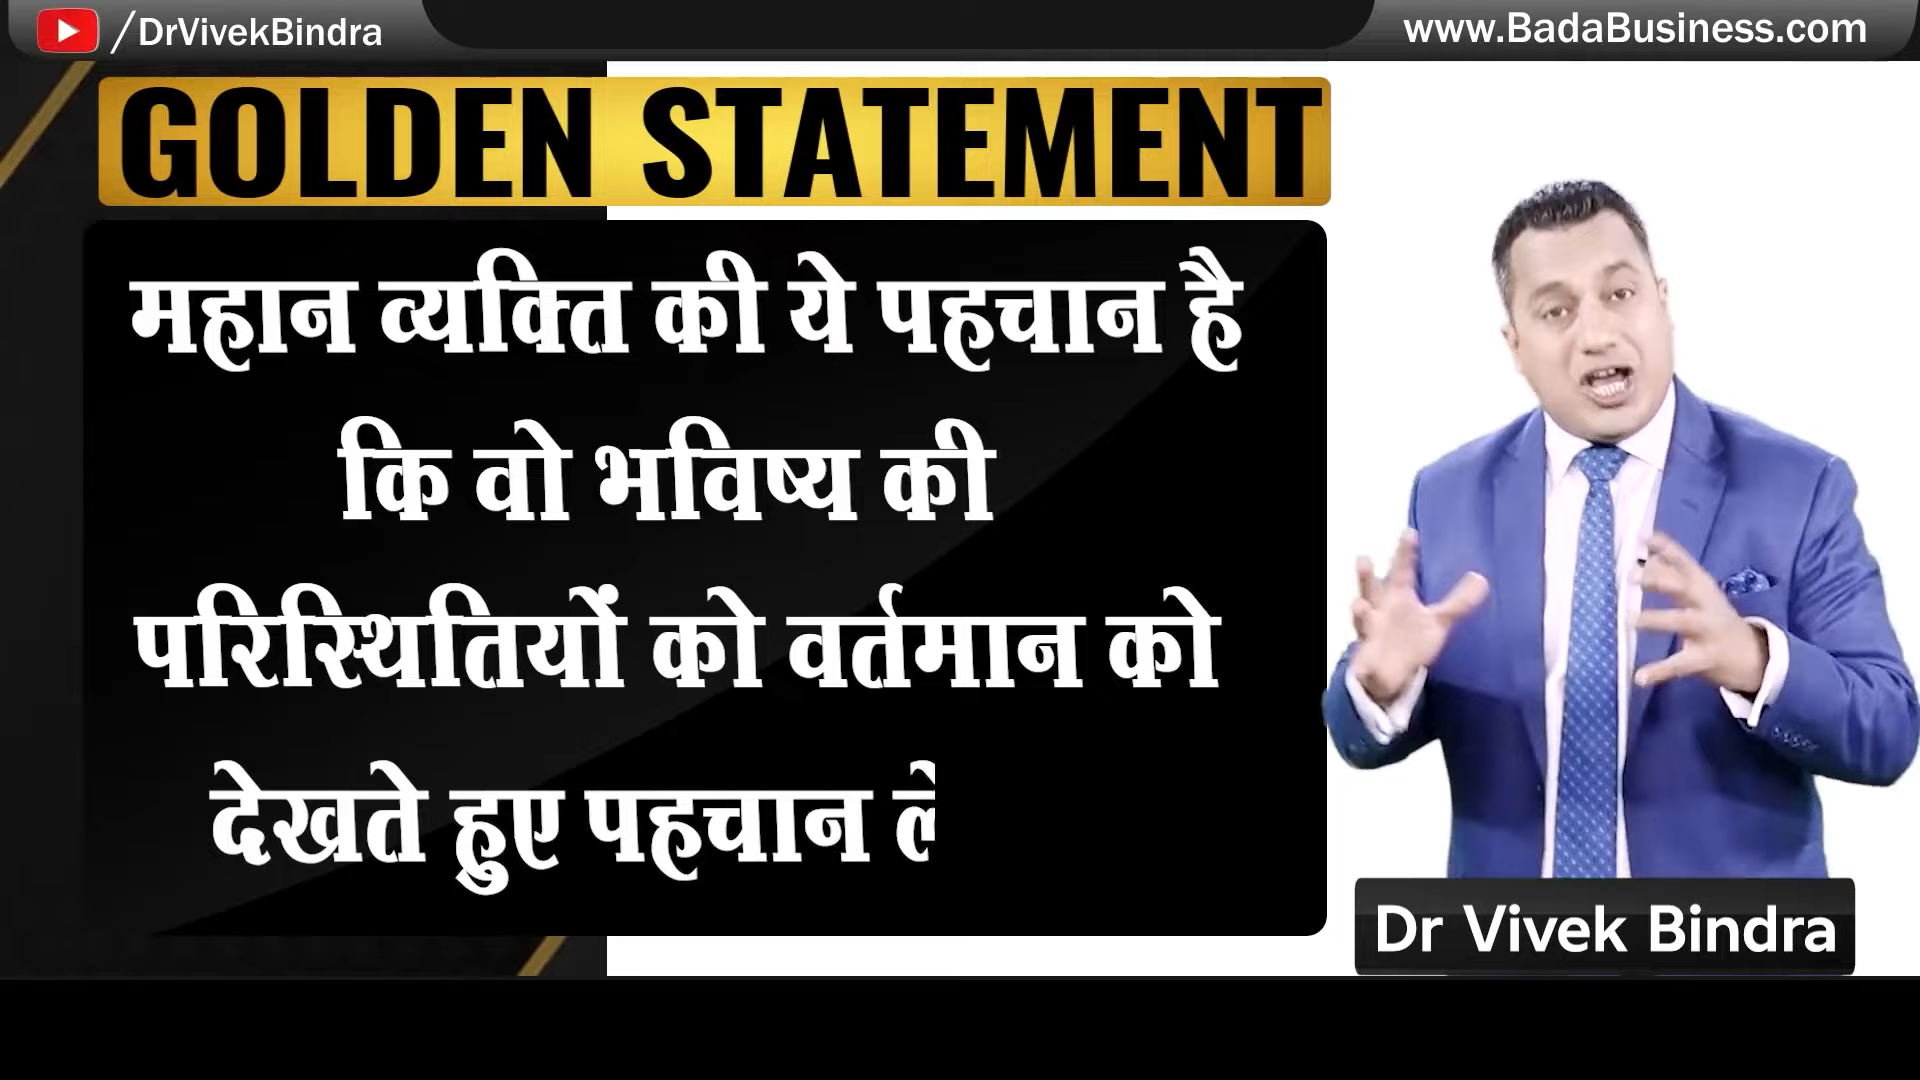 /DrVivekBindra
www.BadaBusiness.com
GOLDEN STATEMENT
महान व्यक्ति की ये पहचान है
कि वो भविष्य की
परिस्थितियों को वर्तमान को
देखते हुए पहचान ले
Dr Vivek Bindra